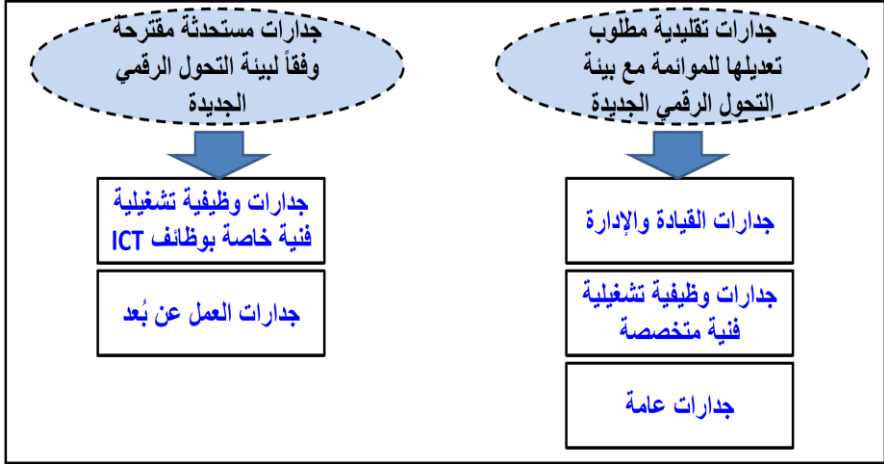 جدارات تقليدية مطلوب
تعديلها للموائمة مع بيئة
التحول الرقمي الجديدة
جدارات القيادة والإدارة
جدارات وظيفية تشغيلية
فنية متخصصة
جدارات عامة
جدارات مستحدثة مقترحة
وفقاً لبيئة التحول الرقمي
الجديدة
جدارات وظيفية تشغيلية
فنية خاصة بوظائف ICT
جدارات العمل عن بُعد